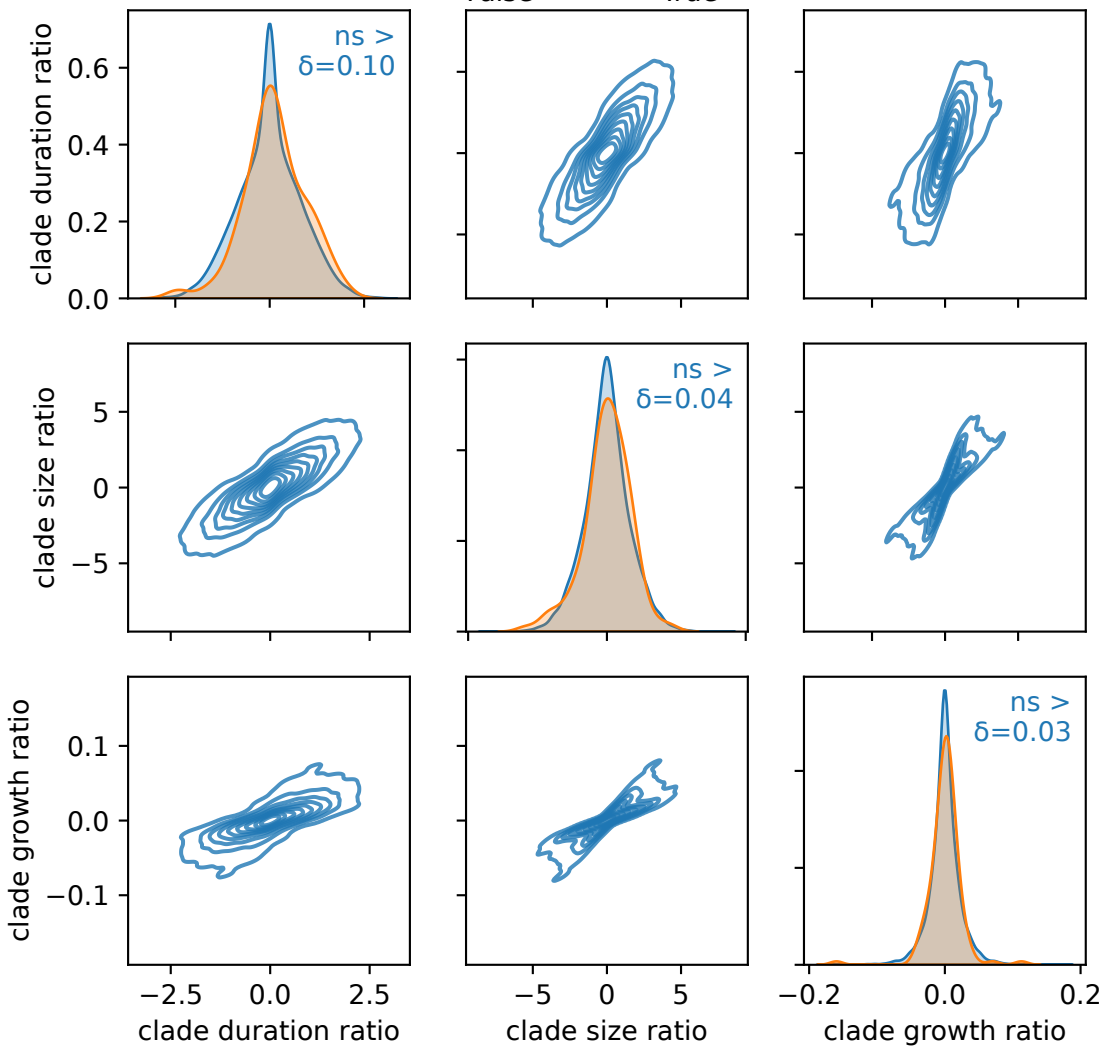 clade duration ratio
0.6
0.4
0.2
0.0
ns >
δ=0.10
clade size ratio
5
0
−5
ns >
δ=0.04
clade growth ratio
0.1
0.0
−0.1
ns >
δ=0.03
−2.5 0.0 2.5
−5 0 5
−0.2 0.0 0.2
clade duration ratio
clade size ratio
clade growth ratio